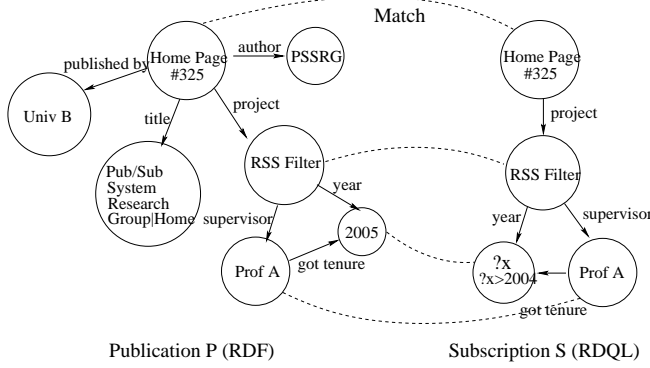 Match
Home Page
#325
author
PSSRG
published by
Univ B
title
project
Pub/Sub
System
Research
Group|Home
RSS Filter
year
supervisor
2005
Prof A
got tenure
Home Page
#325
project
RSS Filter
year
supervisor
?x
?x>2004
Prof A
got tenure
Publication P (RDF)
Subscription S (RDQL)